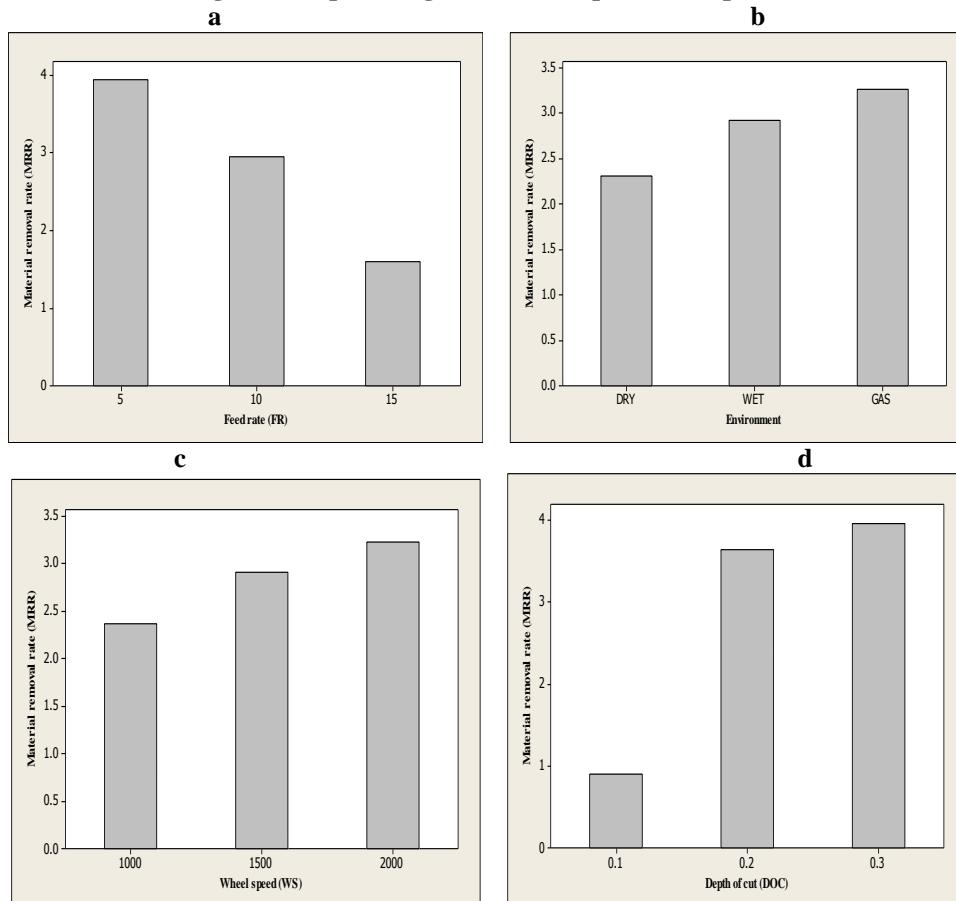 a
b
4
3
2
1
0
Material removal rate (MRR)
5 10 15
Feed rate (FR)
3.5
3.0
2.5
2.0
1.5
1.0
0.5
0.0
Material removal rate (MRR)
DRY WET GAS
Environment
c
d
3.5
3.0
2.5
2.0
1.5
1.0
0.5
0.0
Material removal rate (MRR)
1000 1500 2000
Wheel speed (WS)
4
3
2
1
0
Material removal rate (MRR)
0.1 0.2 0.3
Depth of cut (DOC)